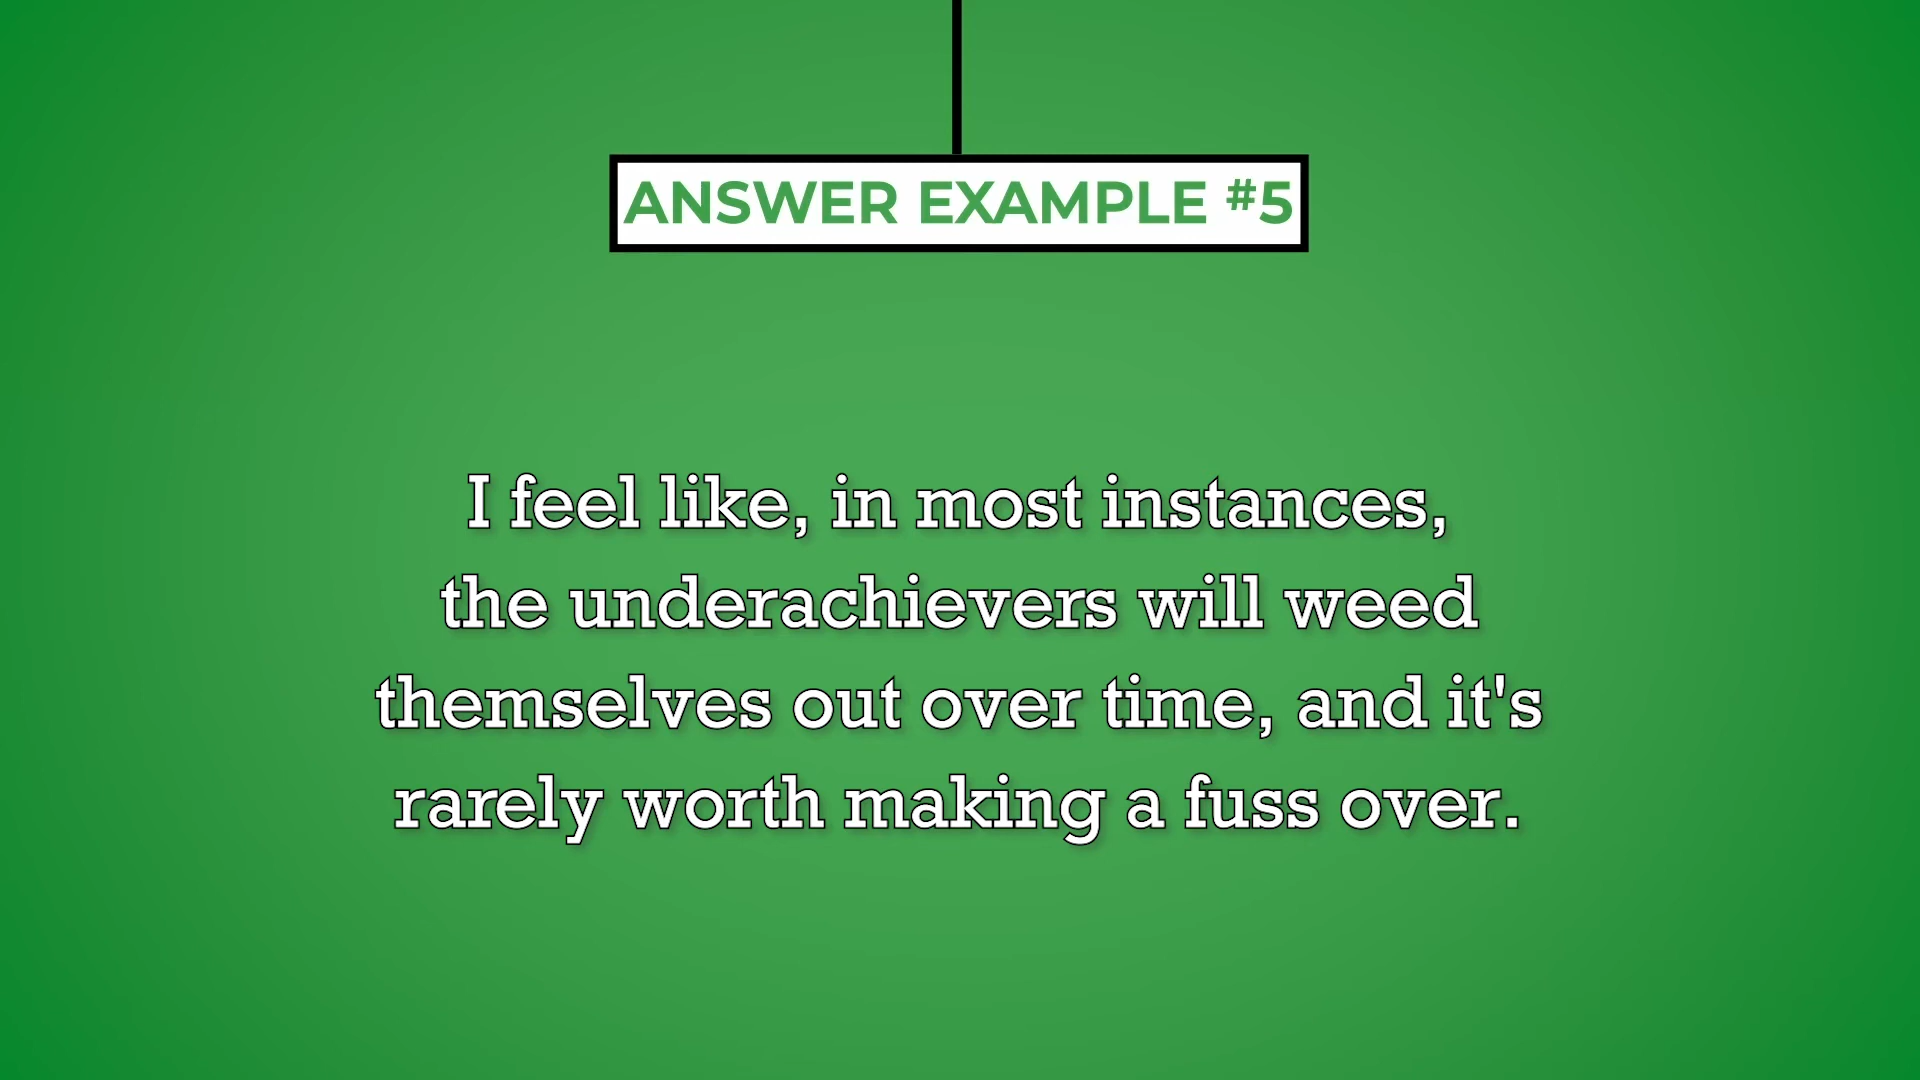 ANSWER EXAMPLE #5
I feel like, in most instances,
the underachievers will weed
themselves out over time, and it's
rarely worth making a fuss over.